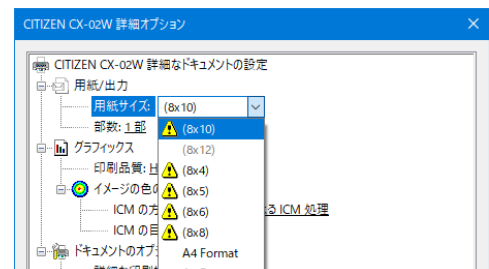 CITIZEN CX-02W 詳細オプション
CITIZEN CX-02W 詳細なドキュメントの設定
用紙/出力
用紙サイズ: (8x10)
部数: 1 部
(8x10)
(8x12)
グラフィックス
印刷品質: H
(8x4)
イメージの色の
(8x5)
ICM の方
(8x6)
る ICM 処理
ICM の目
(8x8)
ドキュメントのオプ
A4 Format